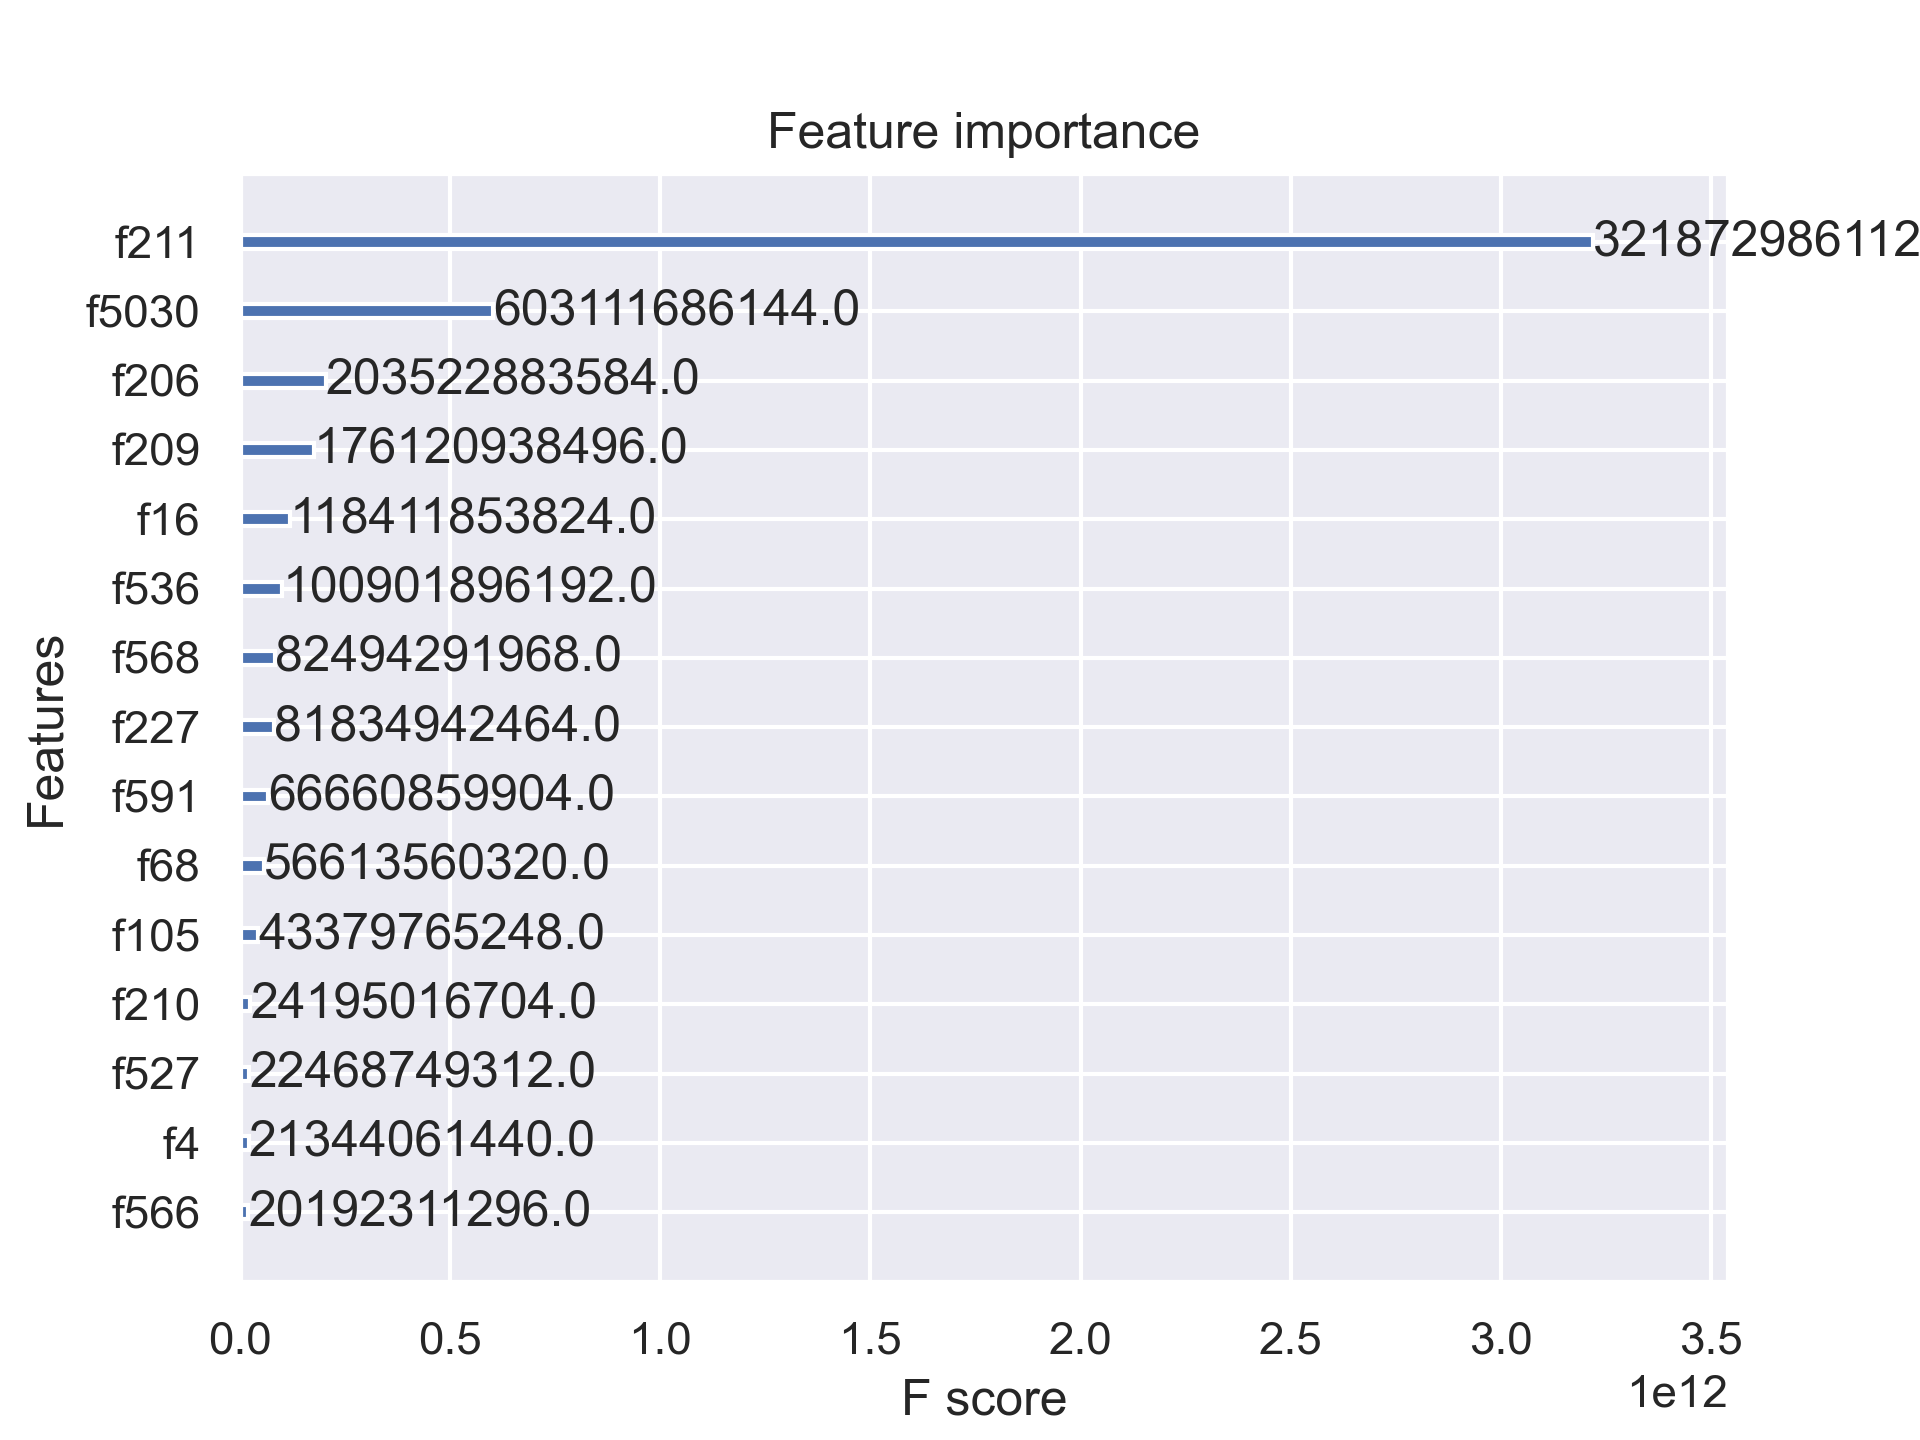 Feature importance
f211 321872986112
f5030 603111686144.0
f206 203522883584.0
f209 176120938496.0
f16 118411853824.0
f536 100901896192.0
f568 82494291968.0
f227 81834942464.0
f591 66660859904.0
f68 56613560320.0
f105 43379765248.0
f210 24195016704.0
f527 22468749312.0
f4 21344061440.0
f566 20192311296.0
Features
0.0 0.5 1.0 1.5 2.0 2.5 3.0 3.5
1e12
F score